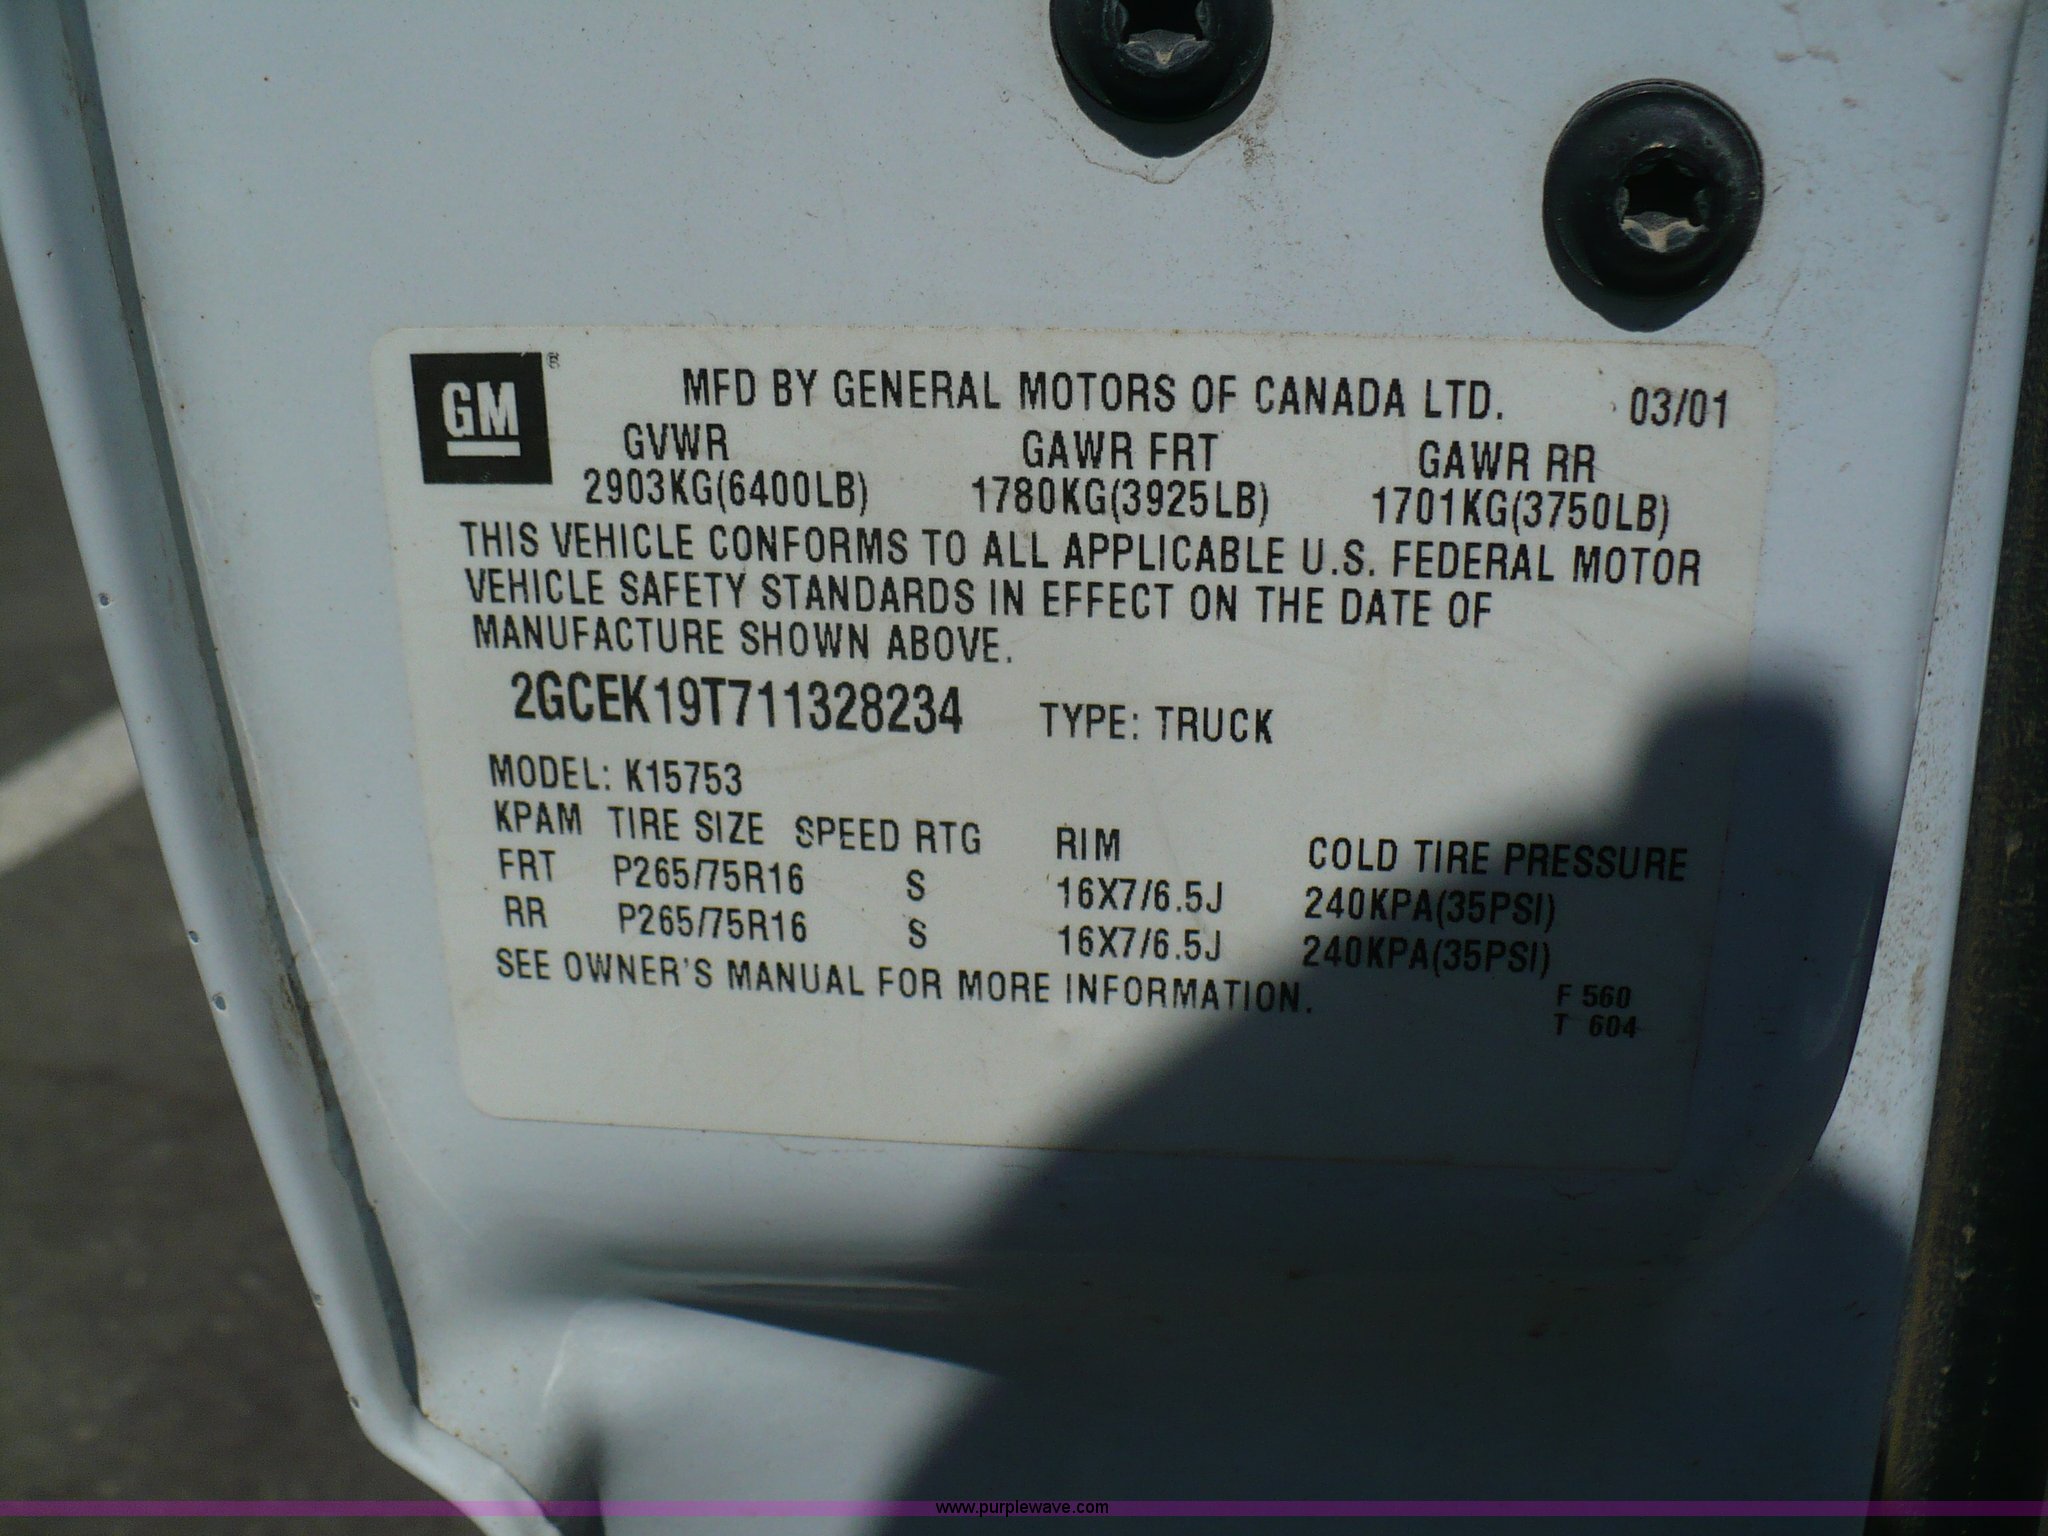 GM ®
MFD BY GENERAL MOTORS OF CANADA LTD. 03/01
GVWR GAWR FRT GAWR RR
2903KG(6400LB) 1780KG(3925LB) 1701KG(3750LB)
THIS VEHICLE CONFORMS TO ALL APPLICABLE U.S. FEDERAL MOTOR
VEHICLE SAFETY STANDARDS IN EFFECT ON THE DATE OF
MANUFACTURE SHOWN ABOVE.
2GCEK19T711328234 TYPE: TRUCK
MODEL: K15753
KPAM TIRE SIZE SPEED RTG RIM COLD TIRE PRESSURE
FRT P265/75R16 S 16X7/6.5J 240KPA(35PSI)
RR P265/75R16 S 16X7/6.5J 240KPA(35PSI)
SEE OWNER'S MANUAL FOR MORE INFORMATION.
F 560
T 604
www.purplewave.com